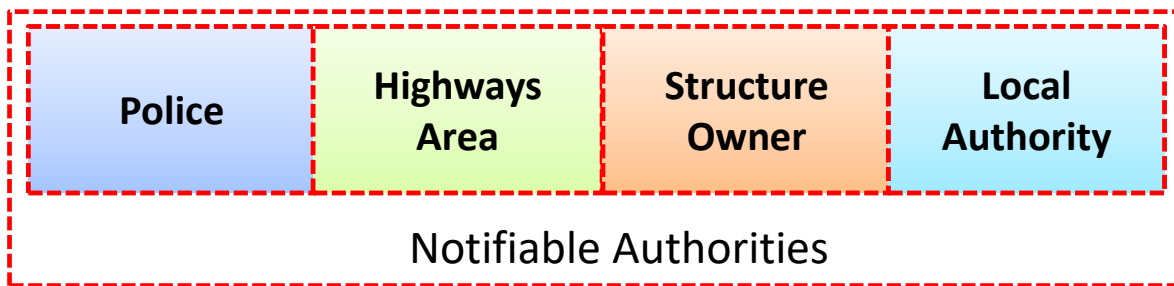 Police
Highways
Area
Structure
Owner
Local
Authority
Notifiable Authorities